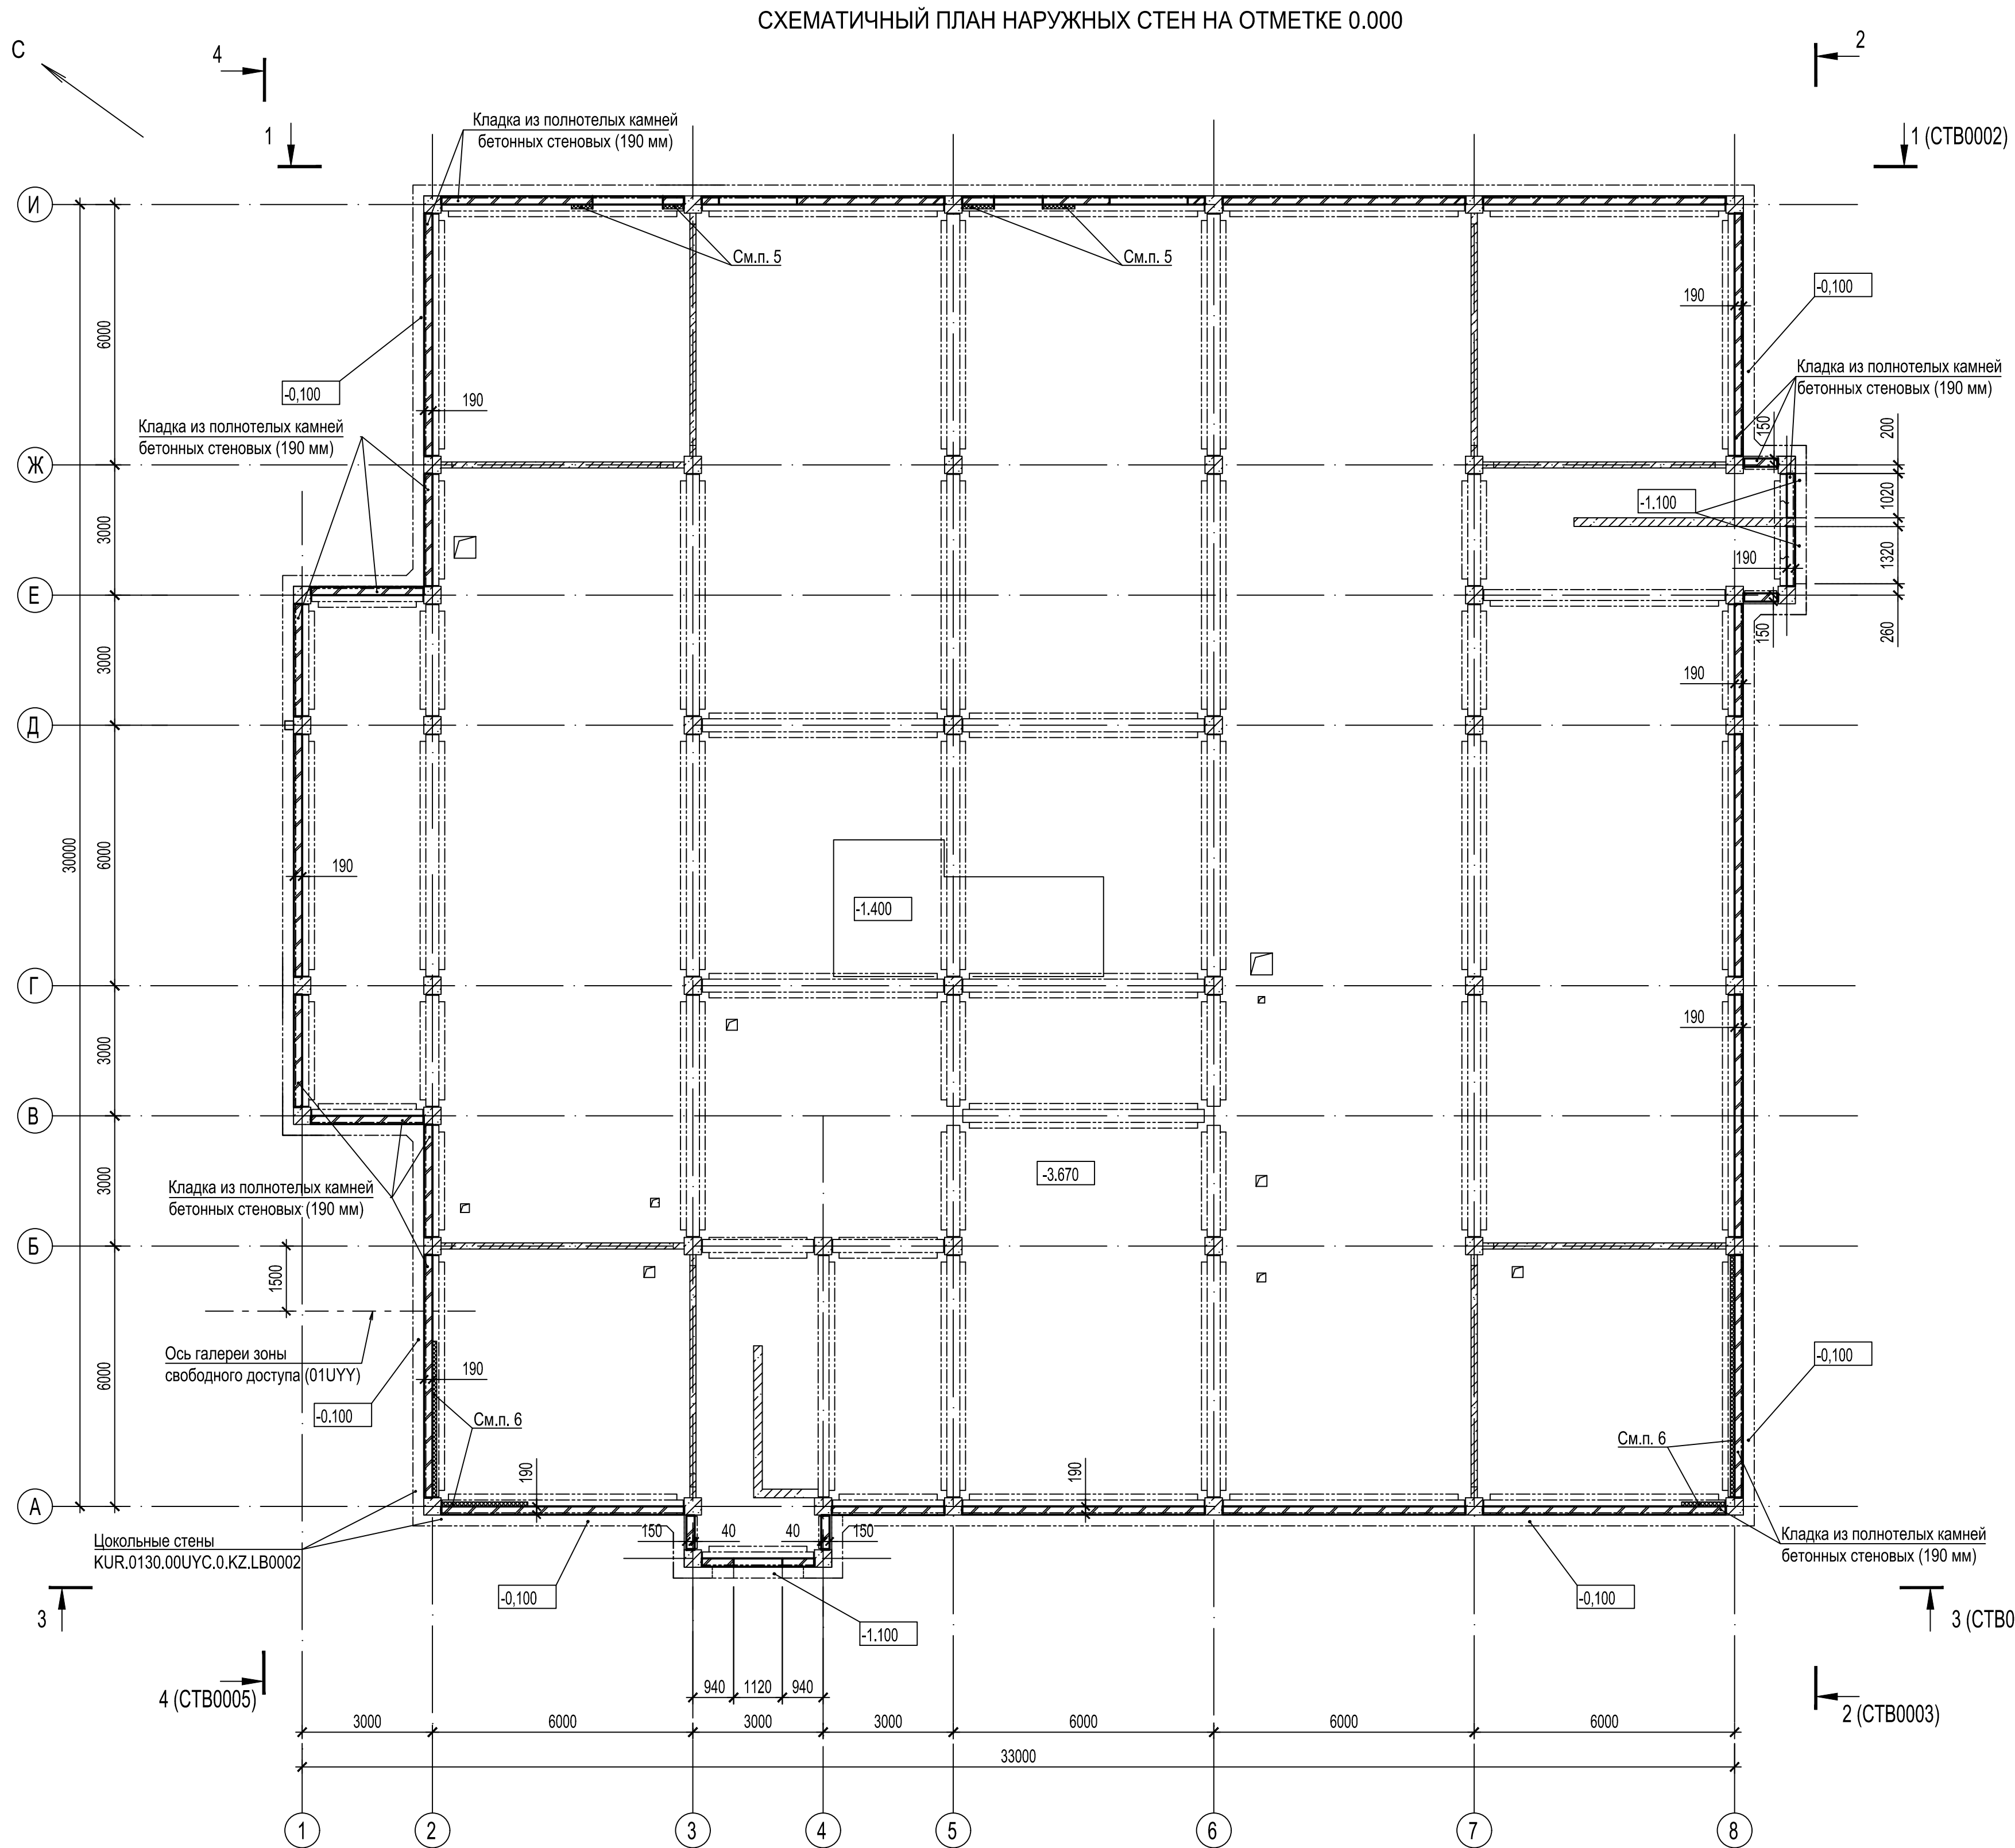 СХЕМАТИЧНЫЙ ПЛАН НАРУЖНЫХ СТЕН НА ОТМЕТКЕ 0.000
С
4
2
1
1 (СТВ0002)
Кладка из полнотелых камней
бетонных стеновых (190 мм)
И
См.п. 5
См.п. 5
-0,100
190
6000
-0,100
190
Кладка из полнотелых камней
бетонных стеновых (190 мм)
Кладка из полнотелых камней
бетонных стеновых (190 мм)
150
200
Ж
-1.100
1020
3000
190
1320
Е
150
260
3000
190
Д
30000
6000
190
-1.400
Г
190
3000
В
-3.670
3000
Кладка из полнотелых камней
бетонных стеновых (190 мм)
Б
1500
Ось галереи зоны
свободного доступа (01UYY)
6000
190
-0,100
-0.100
См.п. 6
См.п. 6
190
190
А
150
40
40
150
Цокольные стены
KUR.0130.00UYC.0.KZ.LB0002
Кладка из полнотелых камней
бетонных стеновых (190 мм)
-0,100
-0,100
3
3 (СТВ0
-1.100
4 (СТВ0005)
940
1120
940
2 (СТВ0003)
3000
6000
3000
3000
6000
6000
6000
33000
1
2
3
4
5
6
7
8